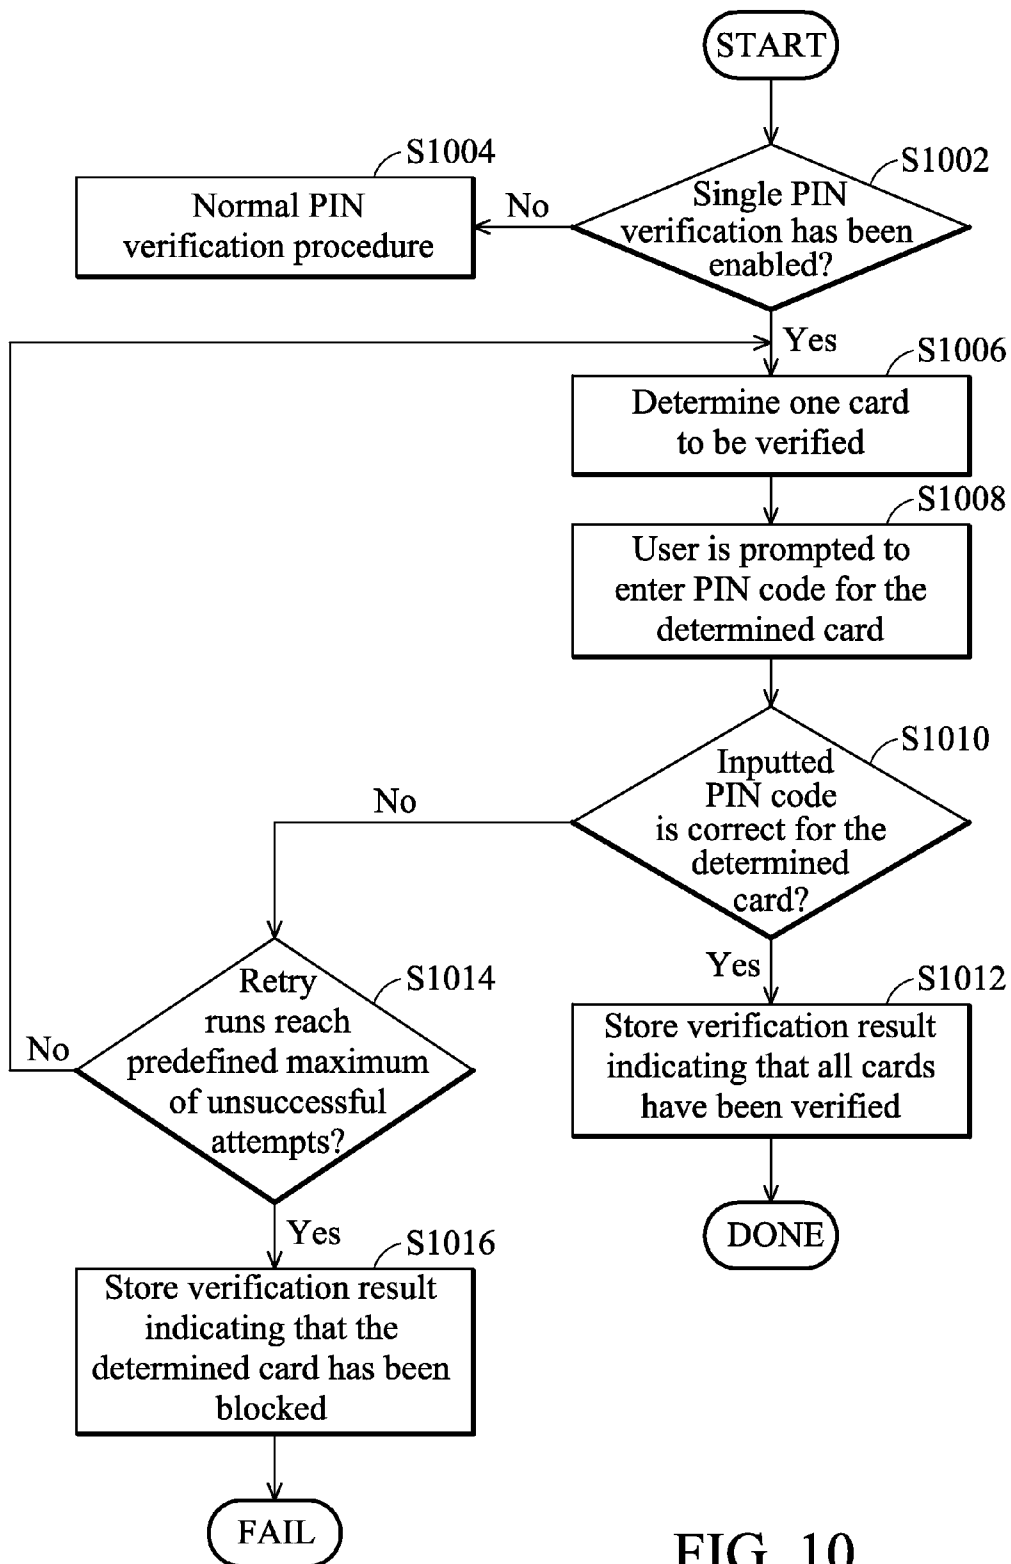 START
S1002
Single PIN
verification has been
enabled?
No
S1004
Normal PIN
verification procedure
Yes
S1006
Determine one card
to be verified
S1008
User is prompted to
enter PIN code for the
determined card
S1010
Inputted
PIN code
is correct for the
determined
card?
No
Yes
S1012
Store verification result
indicating that all cards
have been verified
DONE
S1014
Retry
runs reach
predefined maximum
of unsuccessful
attempts?
No
Yes
S1016
Store verification result
indicating that the
determined card has been
blocked
FAIL
FIG. 10